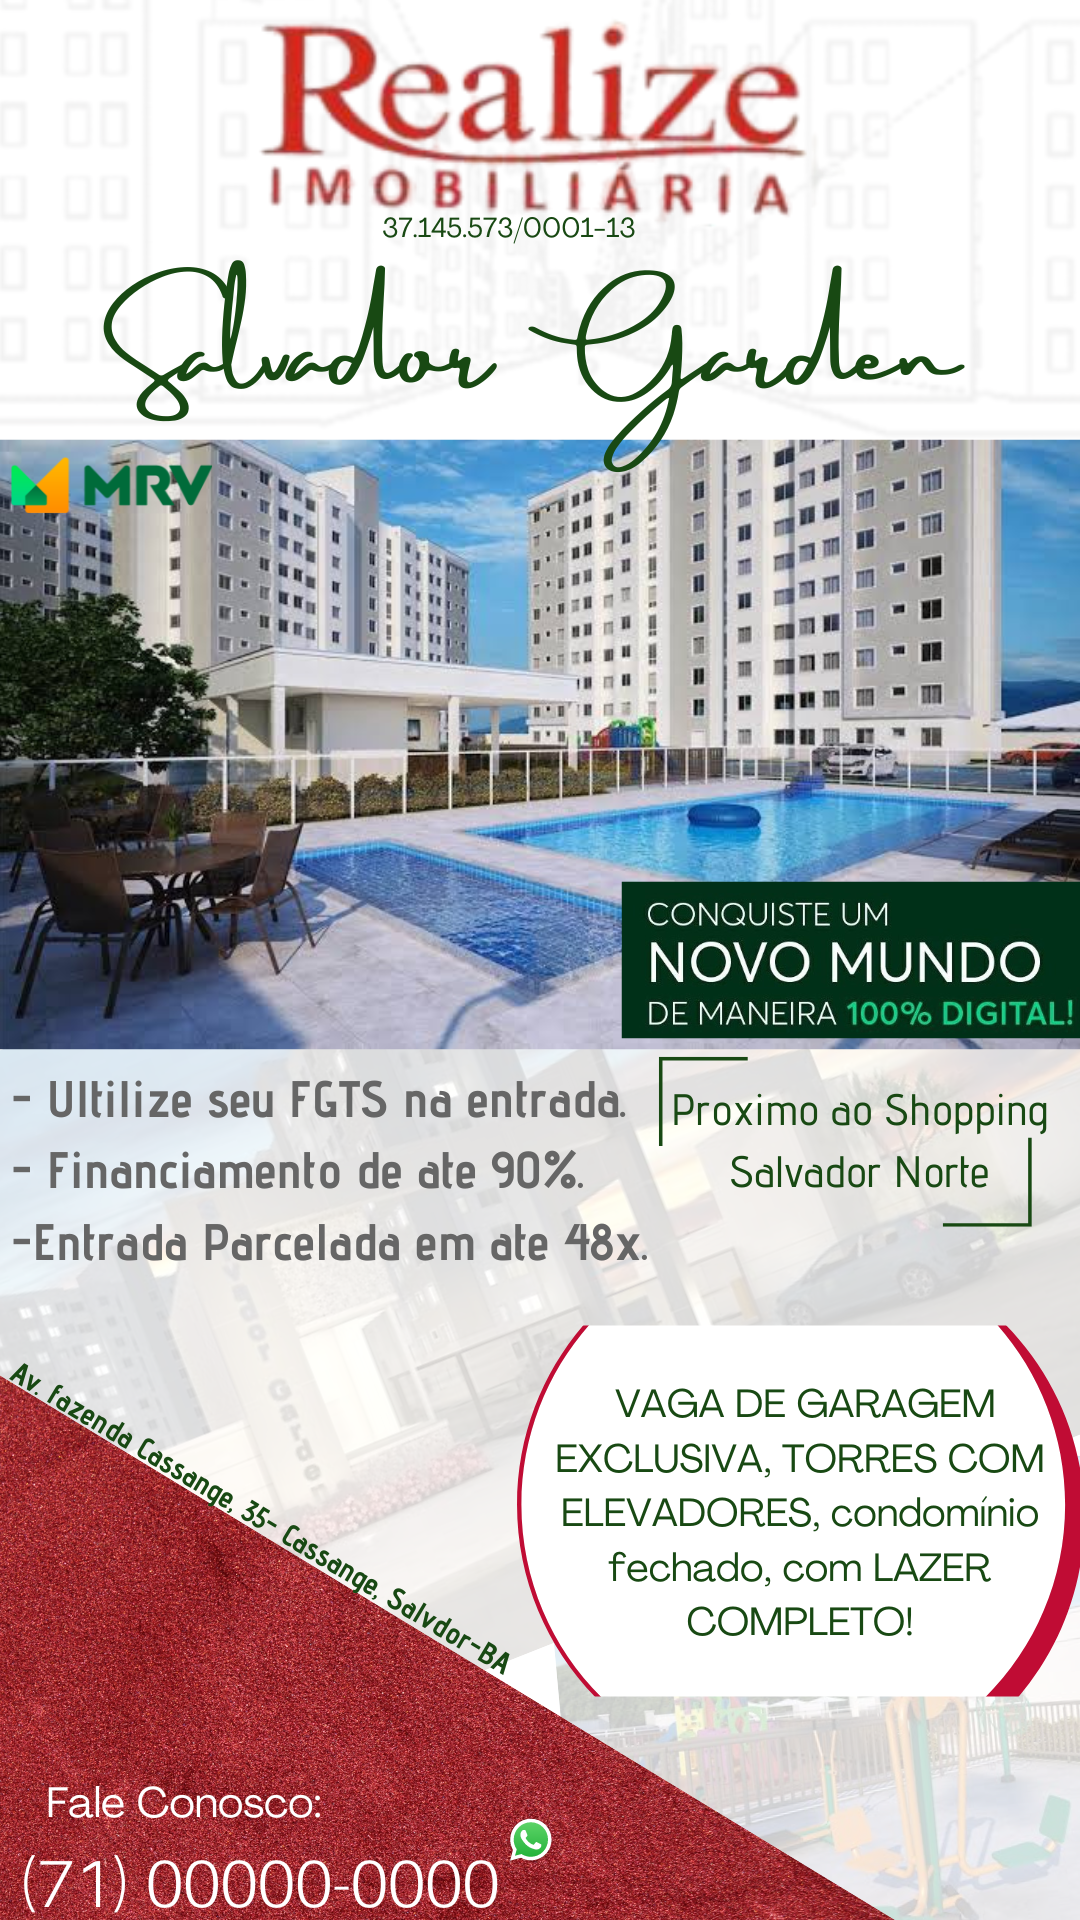 Realize
IMOBILIÁRIA
37.145.573/0001-13
Salvador Garden
MRV
CONQUISTE UM
NOVO MUNDO
DE MANEIRA 100% DIGITAL!
- Ultilize seu FGTS na entrada.
- Financiamento de ate 90%.
-Entrada Parcelada em ate 48x.
Proximo ao Shopping
Salvador Norte
Salvador Garden
Av. fazenda Cassange, 35- Cassange, Salvdor-BA
VAGA DE GARAGEM
EXCLUSIVA, TORRES COM
ELEVADORES, condomínio
fechado, com LAZER
COMPLETO!
Fale Conosco:
(71) 00000-0000